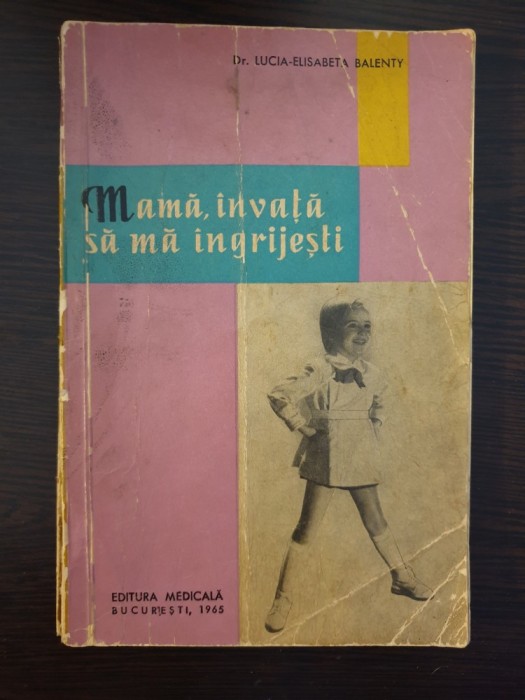 Dr. LUCIA-ELISABETA BALENTY
Mamă, învață
să mă îngrijești
EDITURA MEDICALĂ
BUCUREȘTI, 1965